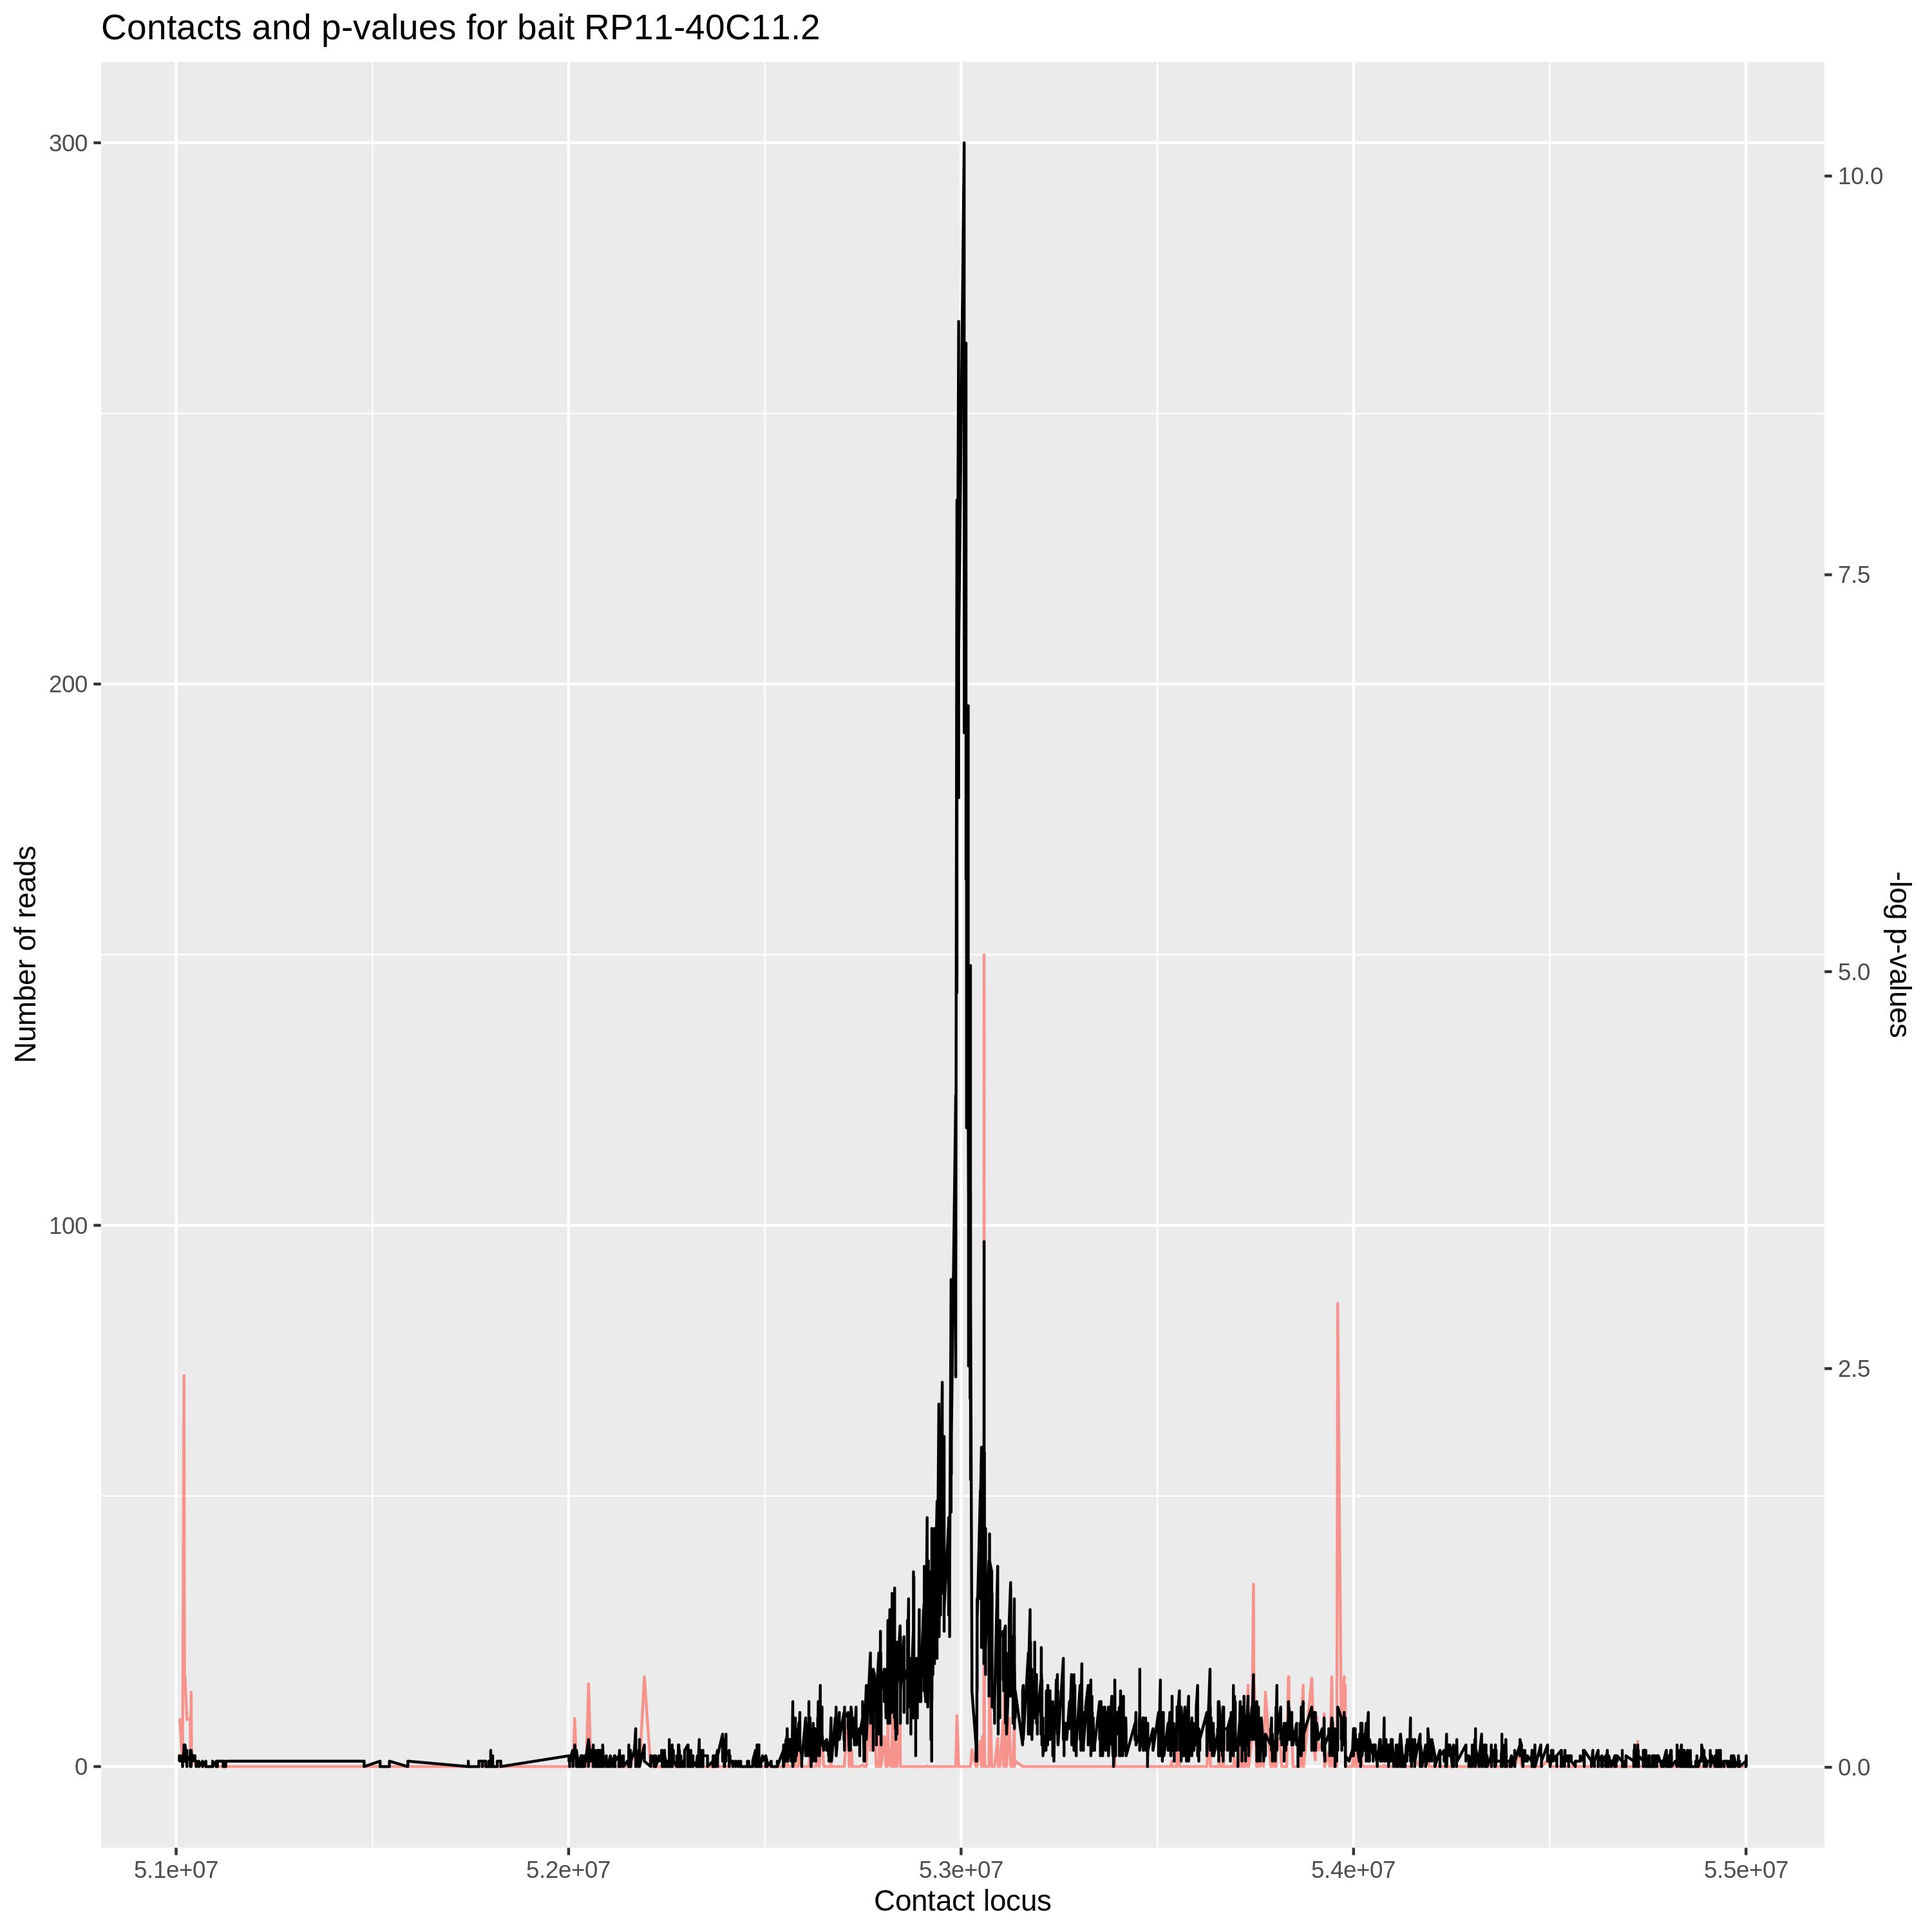 Contacts and p-values for bait RP11-40C11.2
300
200
100
0
Number of reads
10.0
7.5
5.0
2.5
0.0
-log p-values
5.1e+07
5.2e+07
5.3e+07
5.4e+07
5.5e+07
Contact locus